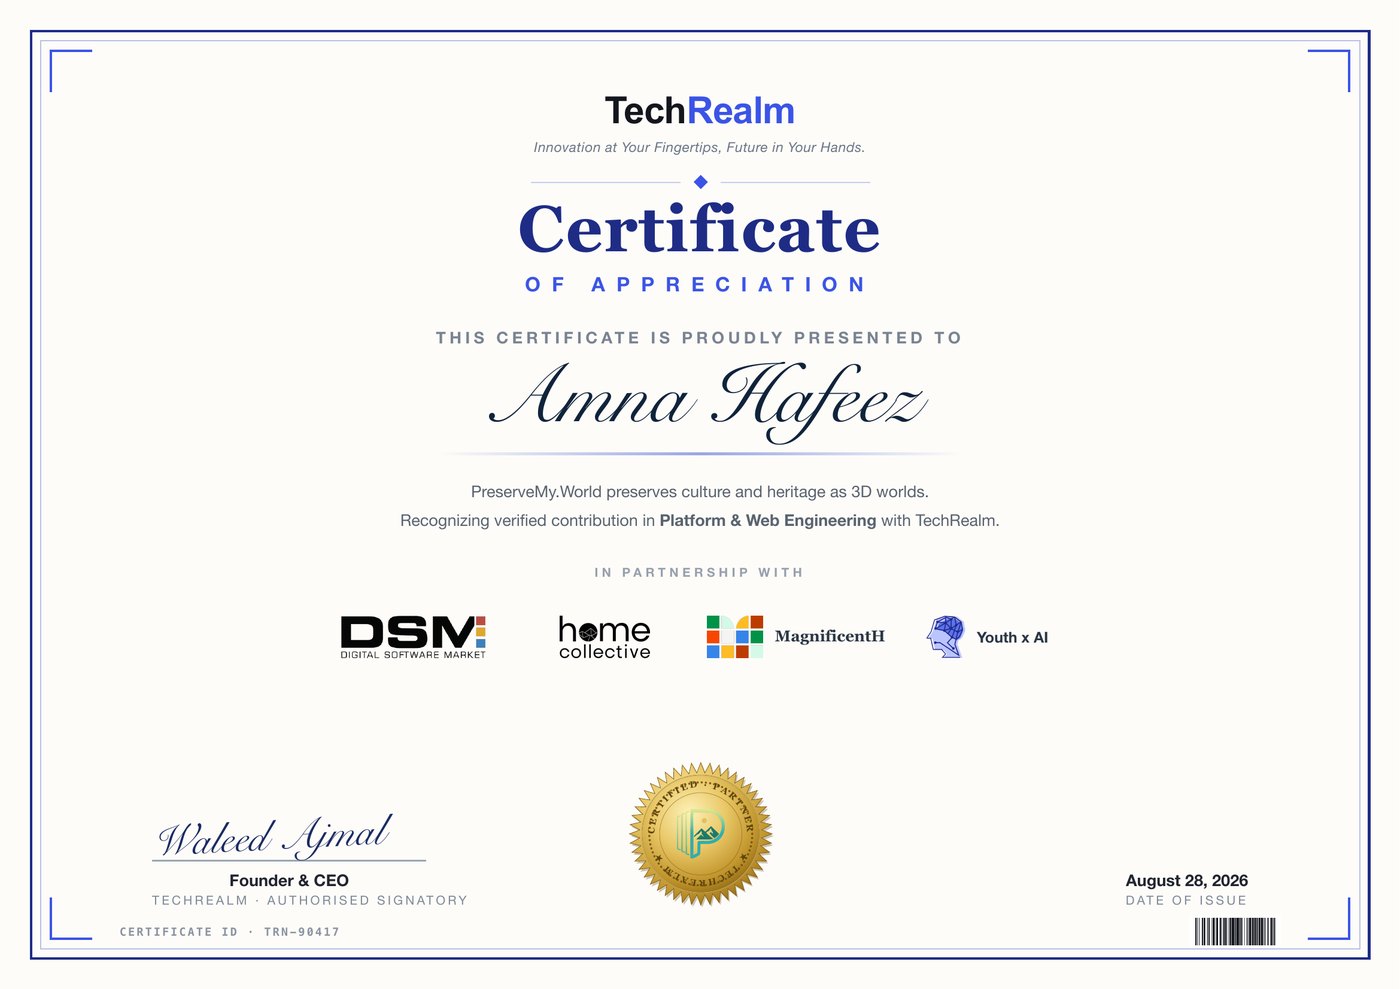 TechRealm
Innovation at Your Fingertips, Future in Your Hands.
Certificate
OF APPRECIATION
THIS CERTIFICATE IS PROUDLY PRESENTED TO
Amna Hafeez
PreserveMy.World preserves culture and heritage as 3D worlds.
Recognizing verified contribution in Platform & Web Engineering with TechRealm.
IN PARTNERSHIP WITH
DSM
DIGITAL SOFTWARE MARKET
home
collective
MagnificentH
Youth x AI
CERTIFIED PARTNER
TECHREALM
Waleed Ajmal
Founder & CEO
TECHREALM · AUTHORISED SIGNATORY
CERTIFICATE ID · TRN-90417
August 28, 2026
DATE OF ISSUE